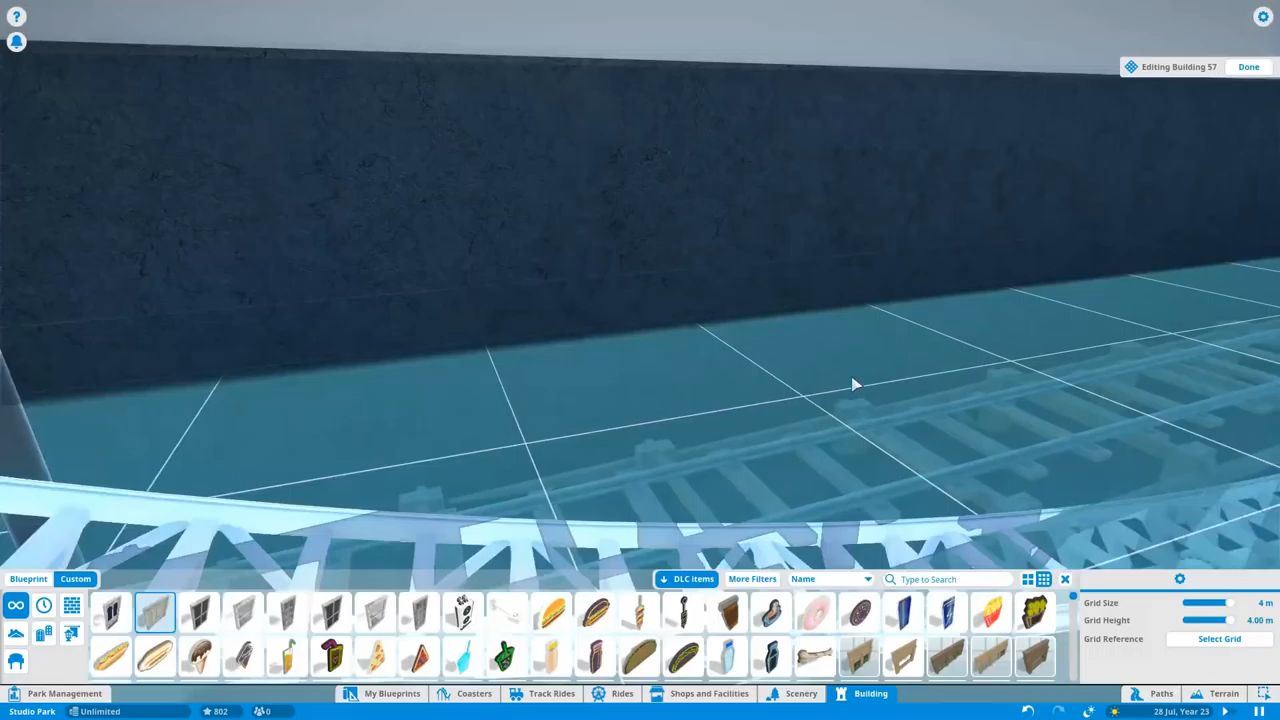 Editing Building 57 Done
Blueprint Custom DLC items More Filters Name Type to Search
Grid Size 4 m
Grid Height 4.00 m
Grid Reference Select Grid
Park Management My Blueprints Coasters Track Rides Rides Shops and Facilities Scenery Building Paths Terrain
Studio Park Unlimited 802 0 28 Jul, Year 23